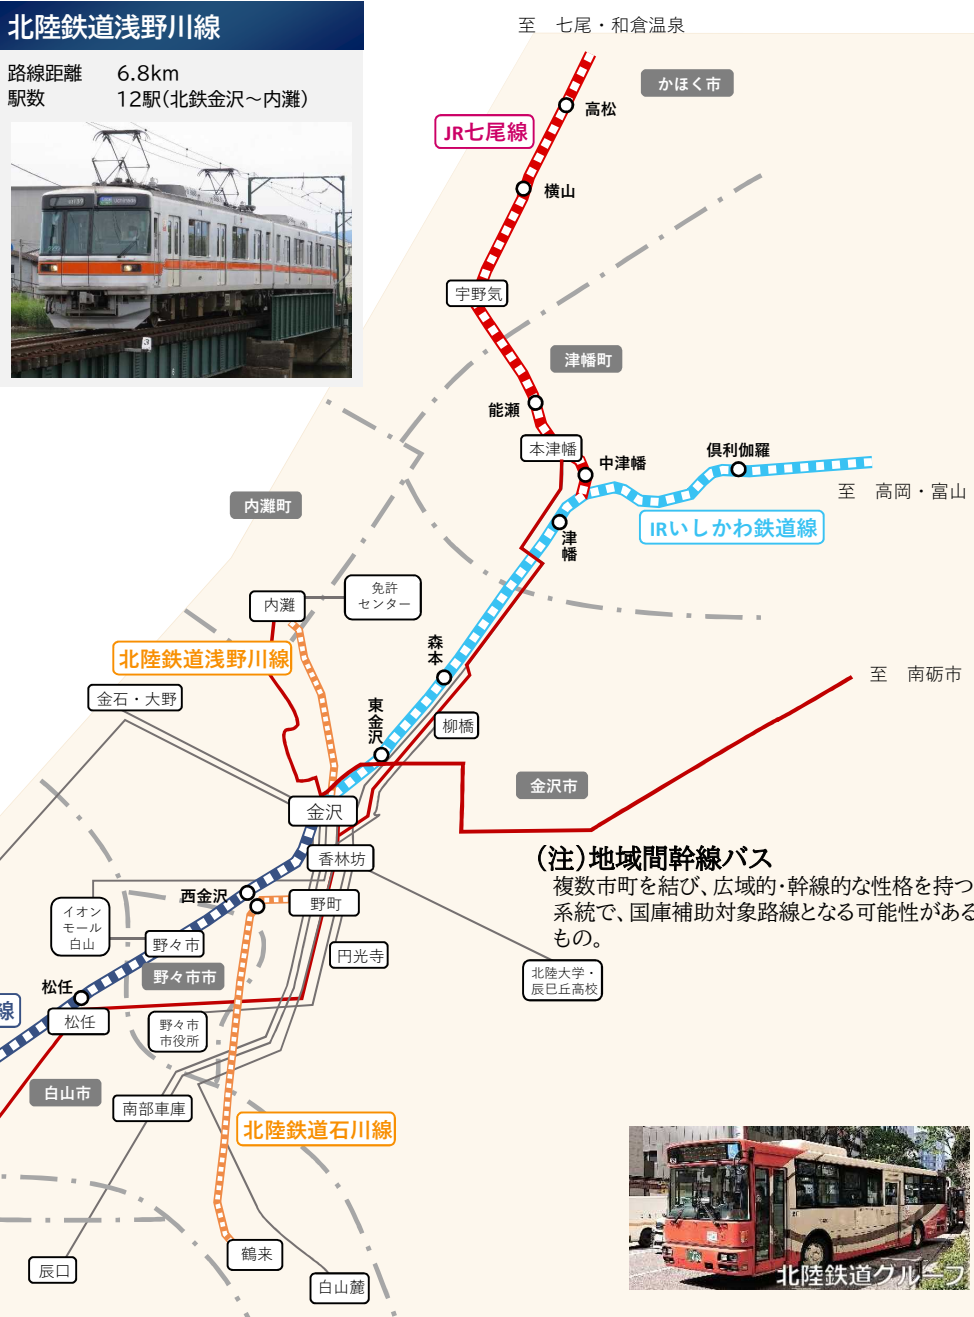 北陸鉄道浅野川線
路線距離 6.8km
駅数 12駅(北鉄金沢～内灘)
至 七尾・和倉温泉
かほく市
高松
JR七尾線
横山
宇野気
津幡町
能瀬
本津幡
中津幡
倶利伽羅
至 高岡・富山
内灘町
IRいしかわ鉄道線
津幡
免許
センター
内灘
森本
北陸鉄道浅野川線
至 南砺市
金石・大野
東金沢
柳橋
金沢市
金沢
(注)地域間幹線バス
複数市町を結び、広域的・幹線的な性格を持つ
系統で、国庫補助対象路線となる可能性がある
もの。
香林坊
西金沢
野町
イオン
モール
白山
野々市
円光寺
北陸大学・
辰巳丘高校
野々市市
松任
線
松任
野々市
市役所
白山市
南部車庫
北陸鉄道石川線
鶴来
辰口
白山麓
北陸鉄道グループ